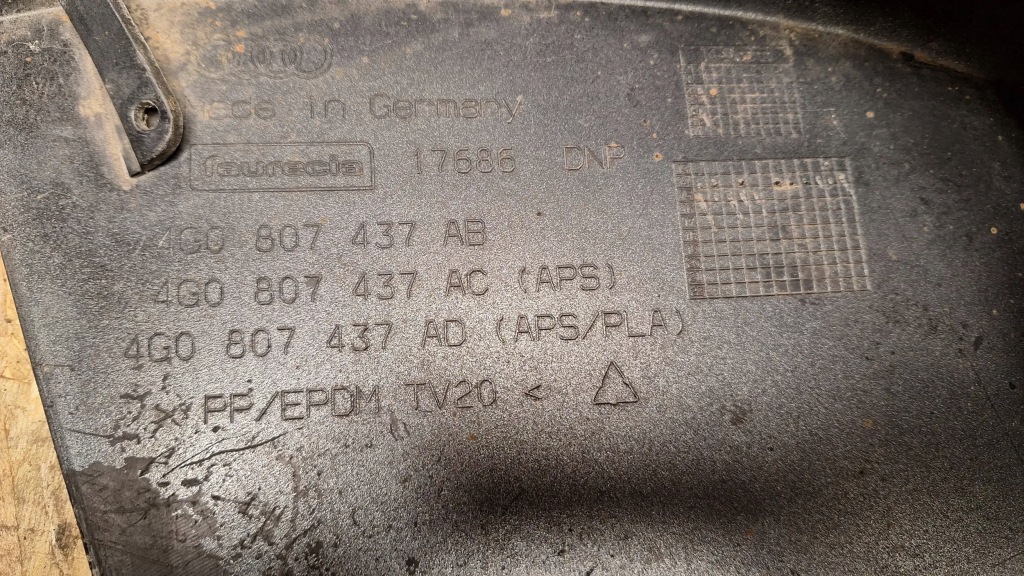 made in Germany
faurecia 17686 DNP
4G0 807 437 AB
4G0 807 437 AC (APS)
4G0 807 437 AD (APS/PLA)
> PP/EPDM TV20 <